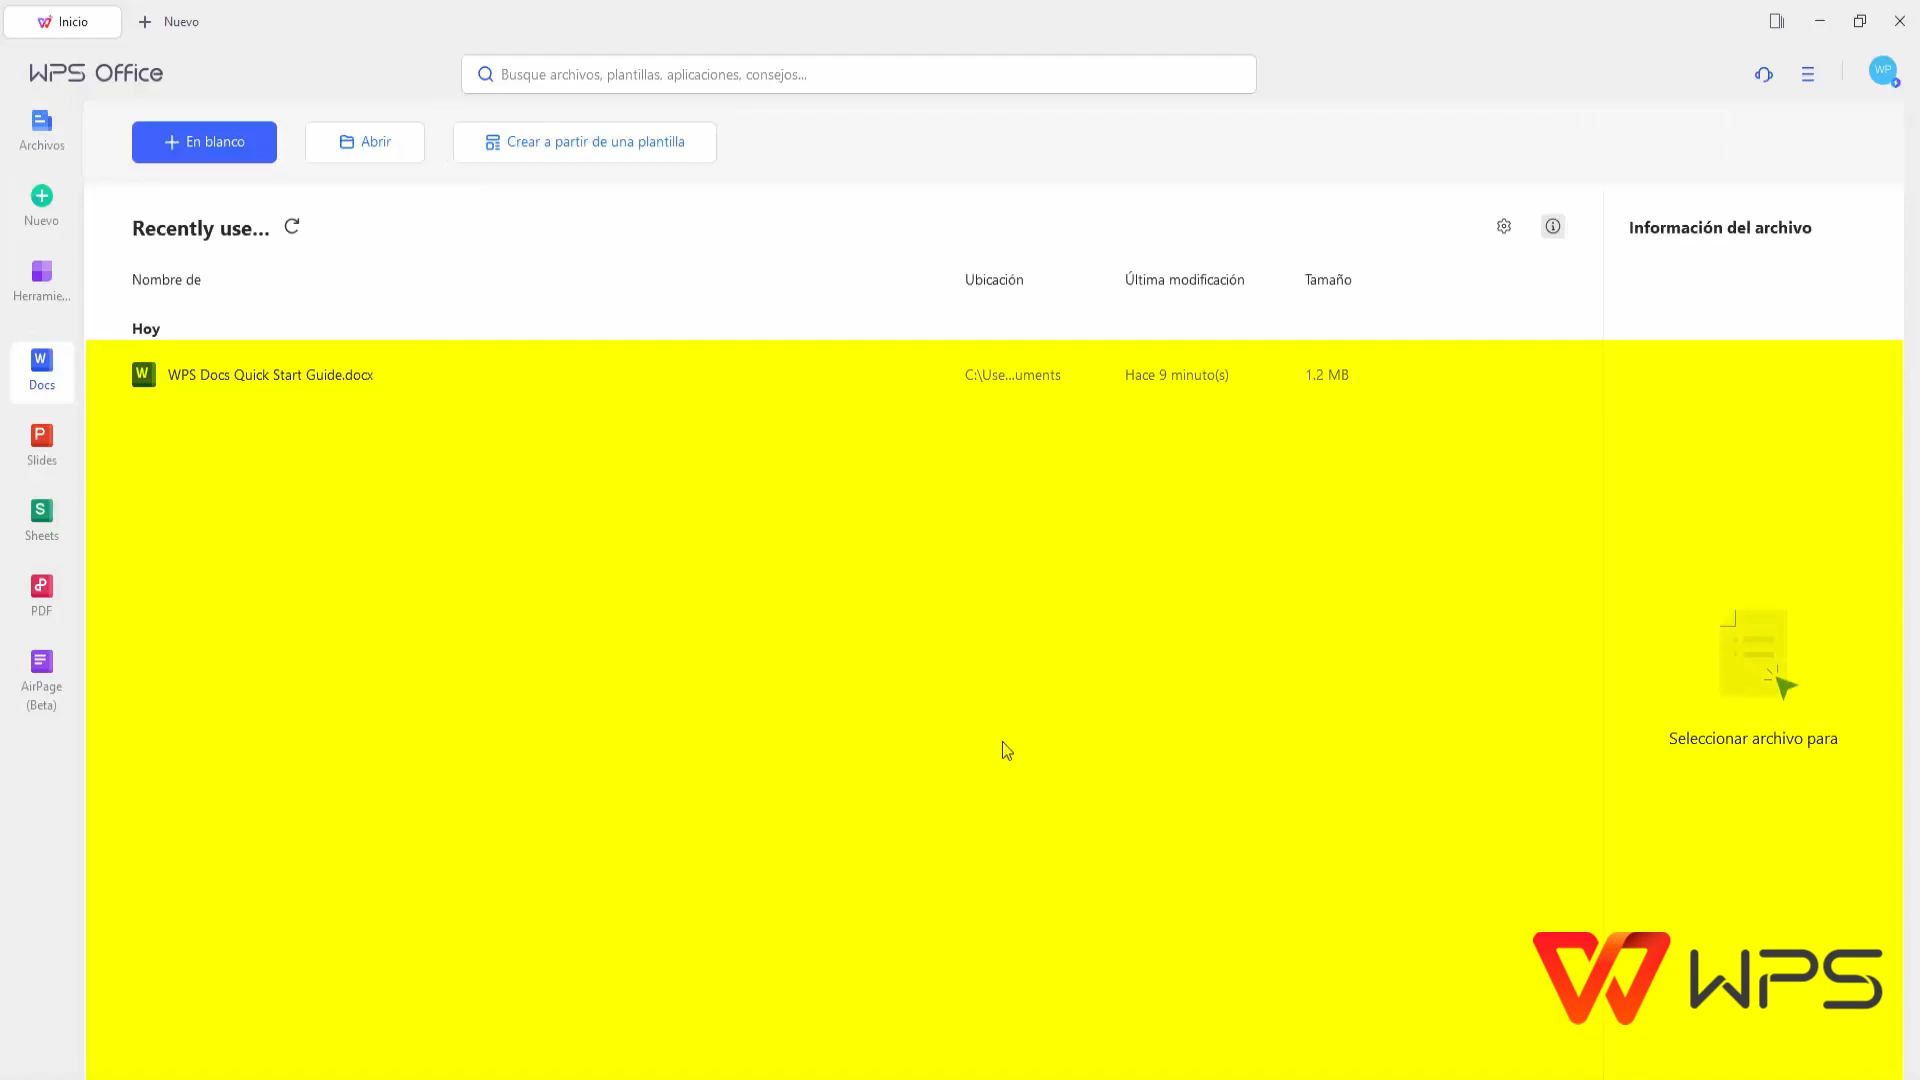 Inicio
Nuevo
WPS Office
Busque archivos, plantillas, aplicaciones, consejos...
WP
Archivos
En blanco
Abrir
Crear a partir de una plantilla
Nuevo
Recently use...
Información del archivo
Herramie...
Nombre de
Ubicación
Última modificación
Tamaño
Hoy
W
Docs
W
WPS Docs Quick Start Guide.docx
C:\Use...uments
Hace 9 minuto(s)
1.2 MB
P
Slides
S
Sheets
PDF
AirPage
(Beta)
Seleccionar archivo para
WPS